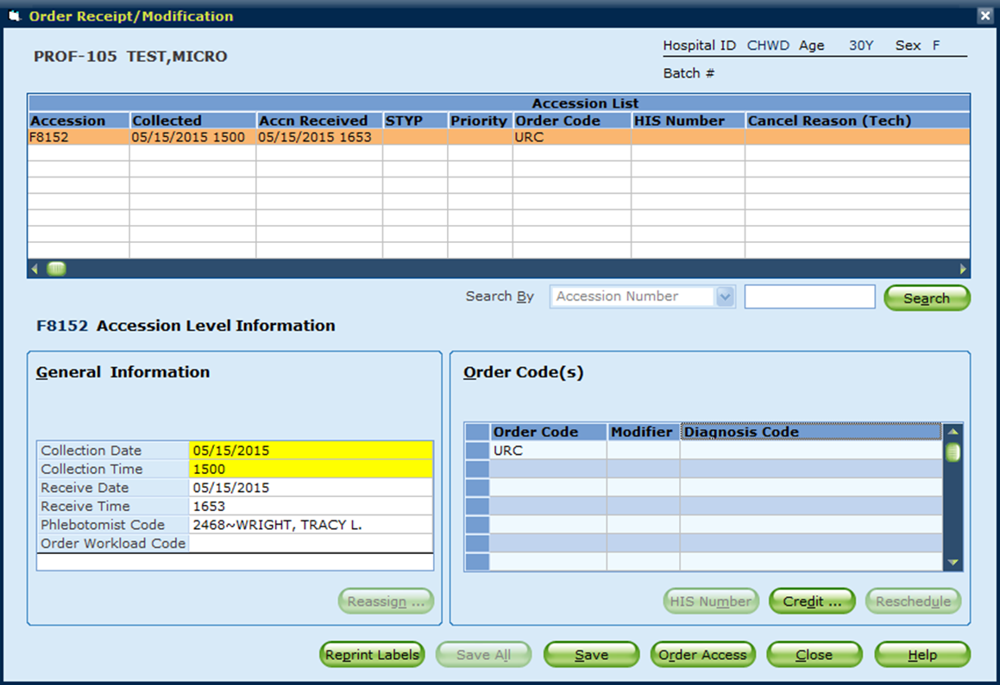 Order Receipt/Modification
PROF-105 TEST,MICRO
Hospital ID CHWD Age 30Y Sex F
Batch #
Accession List
Accession Collected Accn Received STYP Priority Order Code HIS Number Cancel Reason (Tech)
F8152 05/15/2015 1500 05/15/2015 1653 URC
Search By Accession Number Search
F8152 Accession Level Information
General Information
Collection Date 05/15/2015
Collection Time 1500
Receive Date 05/15/2015
Receive Time 1653
Phlebotomist Code 2468~WRIGHT, TRACY L.
Order Workload Code
Reassign ...
Order Code(s)
Order Code Modifier Diagnosis Code
URC
HIS Number Credit ... Reschedule
Reprint Labels Save All Save Order Access Close Help